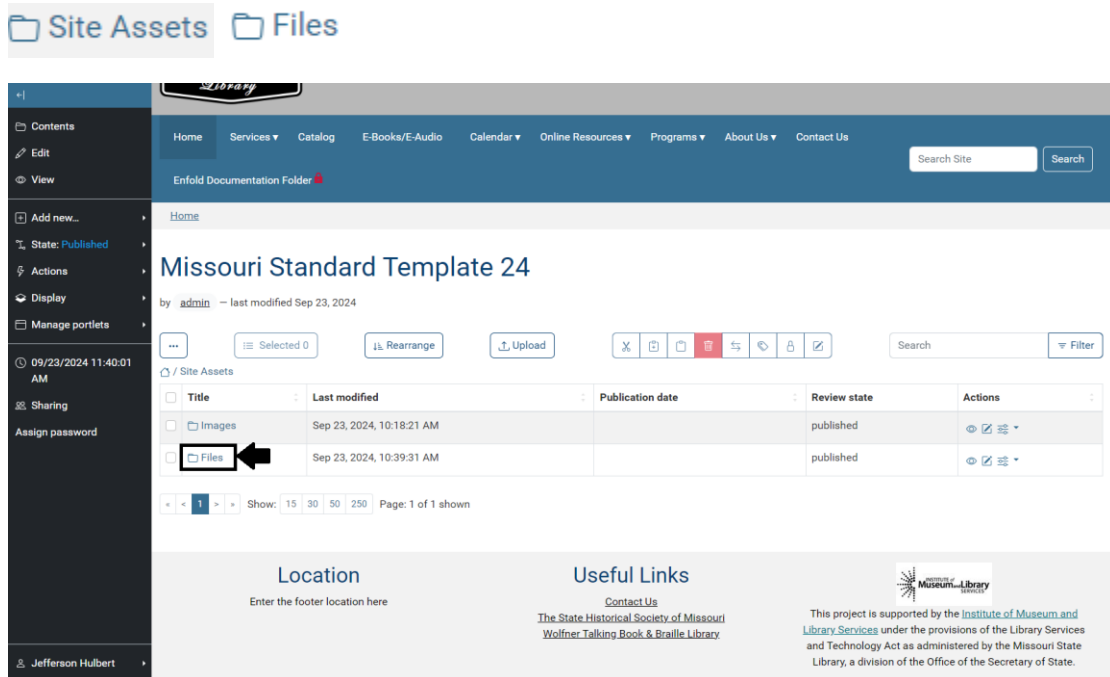 Site Assets Files
Library
Contents
Edit
View
Add new...
State: Published
Actions
Display
Manage portlets
09/23/2024 11:40:01
AM
Sharing
Assign password
Jefferson Hulbert
Home Services ▾ Catalog E-Books/E-Audio Calendar ▾ Online Resources ▾ Programs ▾ About Us ▾ Contact Us
Search Site Search
Enfold Documentation Folder
Home
Missouri Standard Template 24
by admin — last modified Sep 23, 2024
... Selected 0 Rearrange Upload Search Filter
/ Site Assets
Title Last modified Publication date Review state Actions
Images Sep 23, 2024, 10:18:21 AM published
Files Sep 23, 2024, 10:39:31 AM published
« < 1 > » Show: 15 30 50 250 Page: 1 of 1 shown
Location
Enter the footer location here
Useful Links
Contact Us
The State Historical Society of Missouri
Wolfner Talking Book & Braille Library
INSTITUTE of
Museum and Library
SERVICES
This project is supported by the Institute of Museum and
Library Services under the provisions of the Library Services
and Technology Act as administered by the Missouri State
Library, a division of the Office of the Secretary of State.